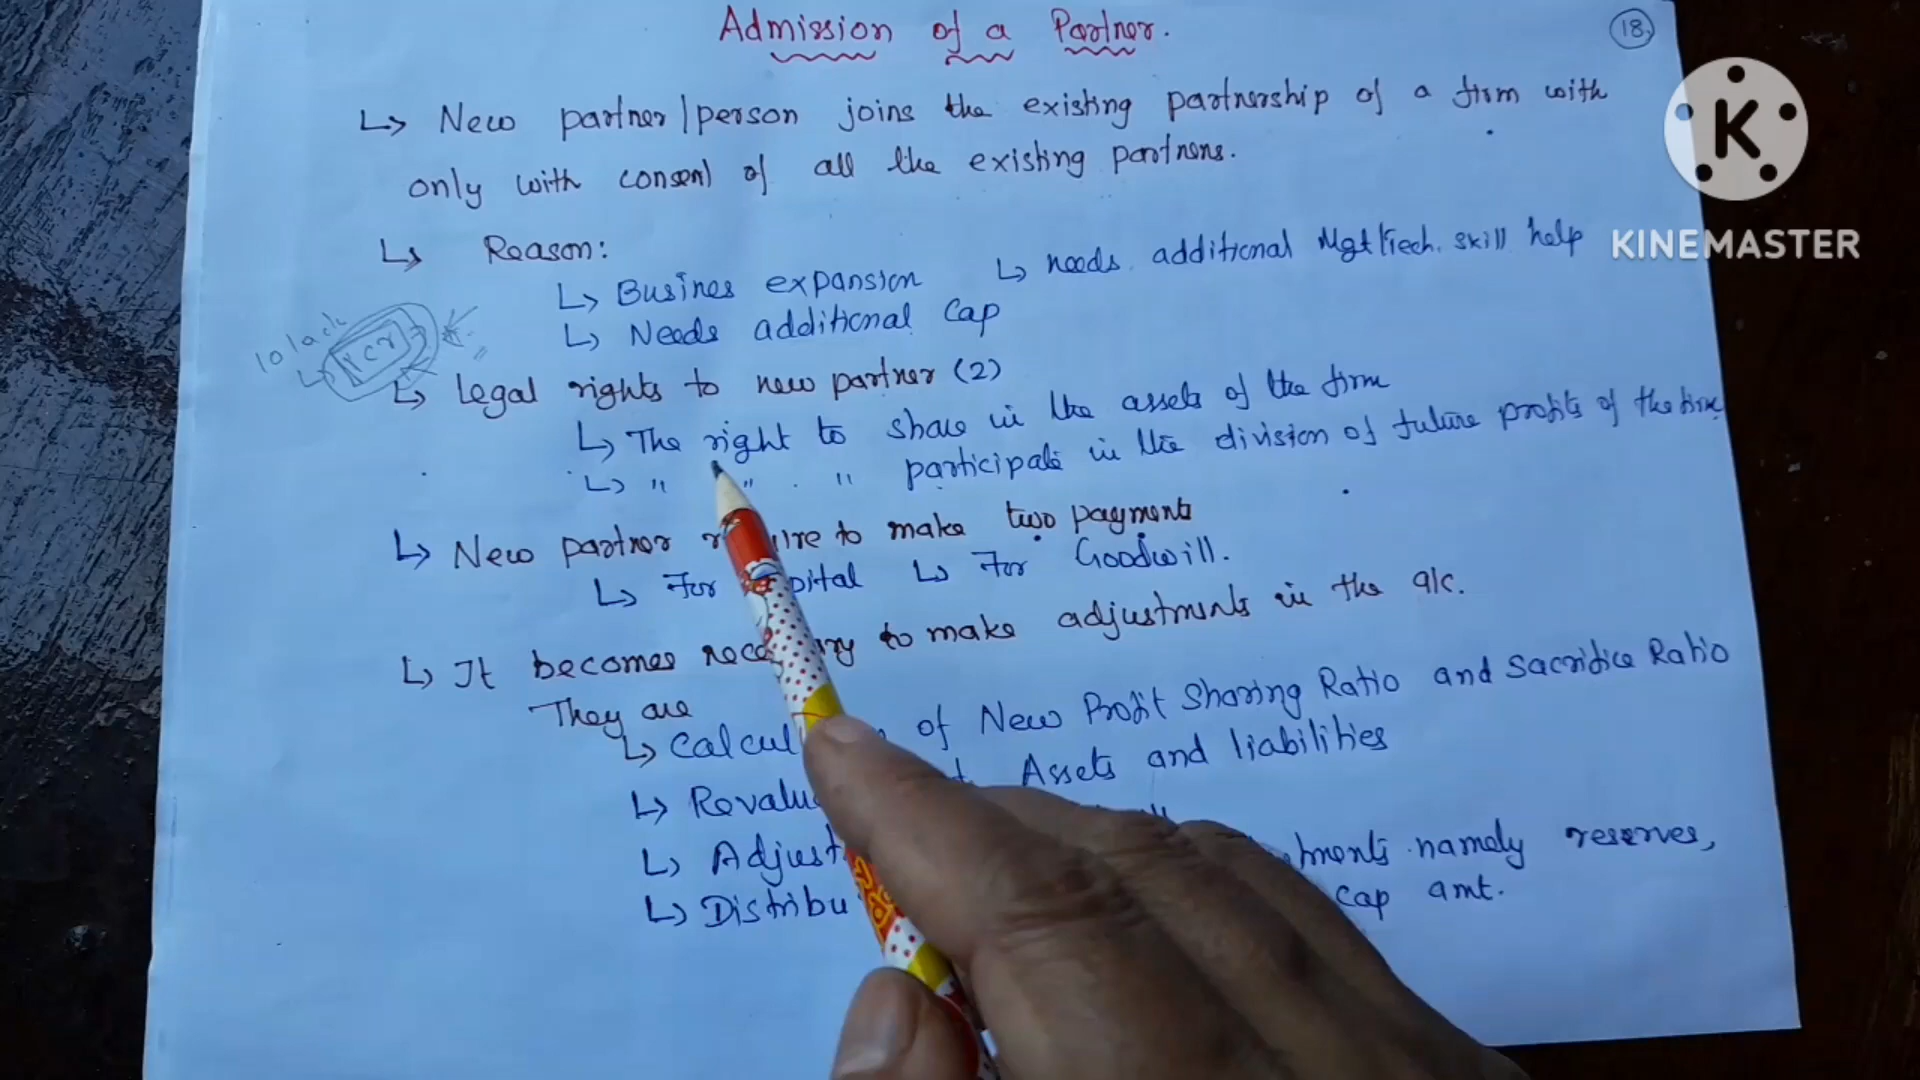 Admission of a Partner.
18.
↳ New partner/person joins the existing partnership of a firm with
only with consent of all the existing partners.
↳ Reason:
↳ Busines expansion ↳ needs additional Mgt/Tech. skill help
↳ Needs additional Cap
10 lack
1 cr
↳ Legal rights to new partner (2)
↳ The right to share in the assets of the firm
↳ " " " participate in the division of future profits of the firm
↳ New partner to make two payments
↳ For ↳ For Goodwill.
↳ It becomes to make adjustments in the a/c.
They are
↳ of New Profit Sharing Ratio and Sacrifice Ratio
↳ Assets and liabilities
↳ namely reserves,
↳ cap amt.
K
KINEMASTER